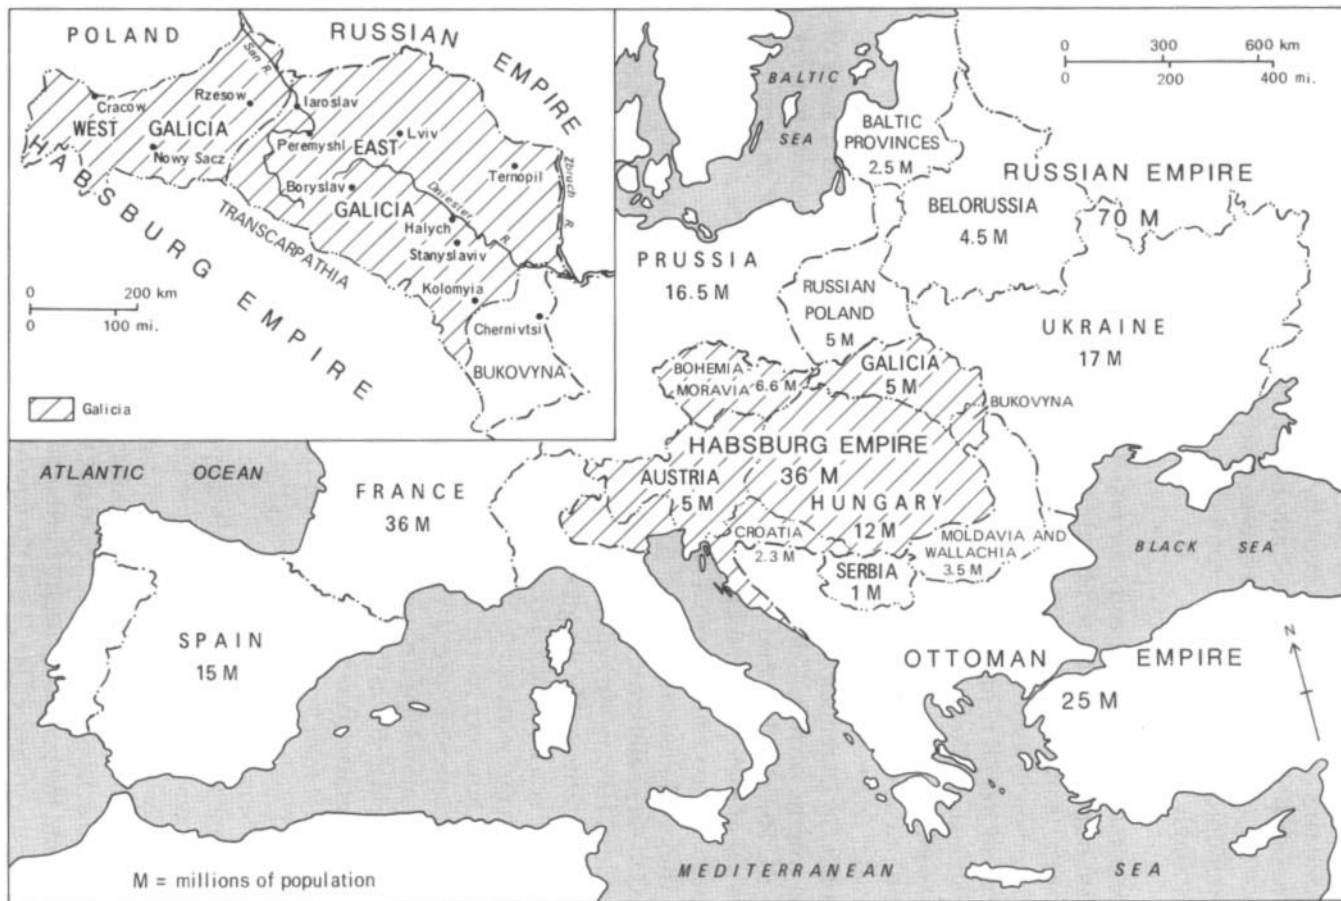 POLAND
RUSSIAN
EMPIRE
San R.
Cracow
Rzesow
Iaroslav
WEST GALICIA
Nowy Sacz
Peremyshl
Lviv
EAST
GALICIA
Ternopil
Zbruch R.
Boryslav
Dniester R.
Halych
Stanyslaviv
HABSBURG EMPIRE
TRANSCARPATHIA
Kolomyia
Chernivtsi
BUKOVYNA
0 200 km
0 100 mi.
Galicia
0 300 600 km
0 200 400 mi.
BALTIC
SEA
BALTIC
PROVINCES
2.5 M
RUSSIAN EMPIRE
70 M
BELORUSSIA
4.5 M
PRUSSIA
16.5 M
RUSSIAN
POLAND
5 M
UKRAINE
17 M
BOHEMIA
MORAVIA 6.6 M
GALICIA
5 M
BUKOVYNA
HABSBURG EMPIRE
36 M
AUSTRIA
5 M
HUNGARY
12 M
CROATIA
2.3 M
MOLDAVIA AND
WALLACHIA
3.5 M
SERBIA
1 M
ATLANTIC OCEAN
FRANCE
36 M
BLACK SEA
SPAIN
15 M
OTTOMAN EMPIRE
25 M
N
MEDITERRANEAN SEA
M = millions of population